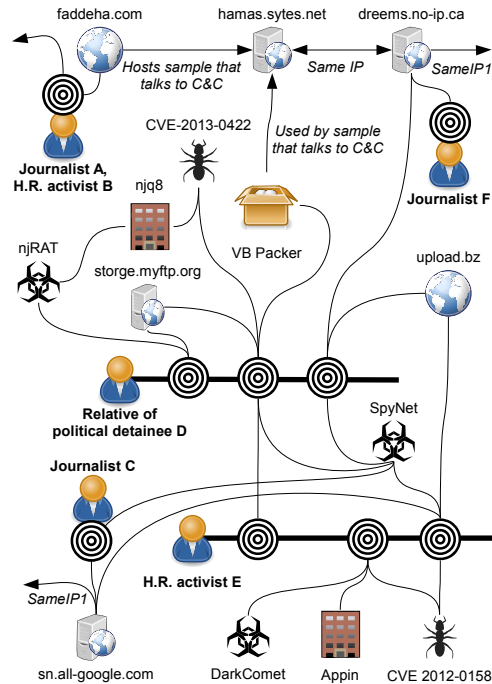 faddeha.com
hamas.sytes.net
dreems.no-ip.ca
Hosts sample that
talks to C&C
Same IP
SameIP1
CVE-2013-0422
Used by sample
that talks to C&C
Journalist A,
H.R. activist B
njq8
Journalist F
njRAT
VB Packer
storge.myftp.org
upload.bz
Relative of
political detainee D
SpyNet
Journalist C
H.R. activist E
SameIP1
sn.all-google.com
DarkComet
Appin
CVE 2012-0158